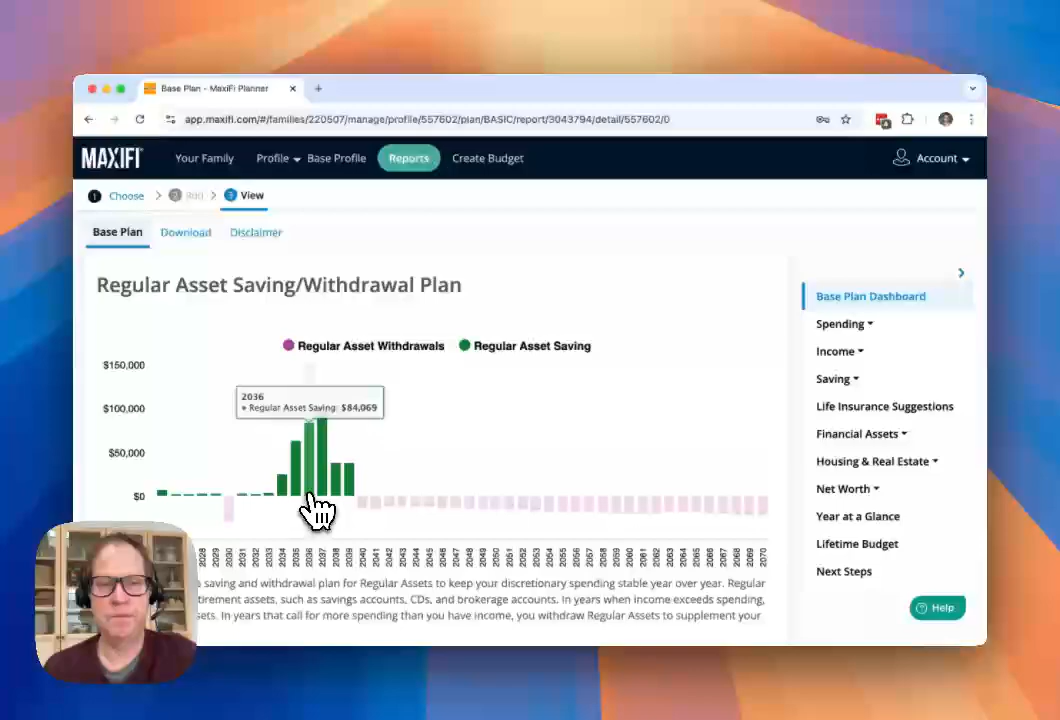 Base Plan - MaxiFi Planner
app.maxifi.com/#/families/220507/manage/profile/557602/plan/BASIC/report/3043794/detail/557602/0
MAXIFI
Your Family
Profile
Base Profile
Reports
Create Budget
Account
1 Choose
2 Run
3 View
Base Plan
Download
Disclaimer
Regular Asset Saving/Withdrawal Plan
Regular Asset Withdrawals
Regular Asset Saving
$150,000
$100,000
$50,000
$0
2036
Regular Asset Saving: $84,069
2028 2029 2030 2031 2032 2033 2034 2035 2036 2037 2038 2039 2040 2041 2042 2043 2044 2045 2046 2047 2048 2049 2050 2051 2052 2053 2054 2055 2056 2057 2058 2059 2060 2061 2062 2063 2064 2065 2066 2067 2068 2069 2070
saving and withdrawal plan for Regular Assets to keep your discretionary spending stable year over year. Regular
tirement assets, such as savings accounts, CDs, and brokerage accounts. In years when income exceeds spending,
sets. In years that call for more spending than you have income, you withdraw Regular Assets to supplement your
Base Plan Dashboard
Spending
Income
Saving
Life Insurance Suggestions
Financial Assets
Housing & Real Estate
Net Worth
Year at a Glance
Lifetime Budget
Next Steps
Help